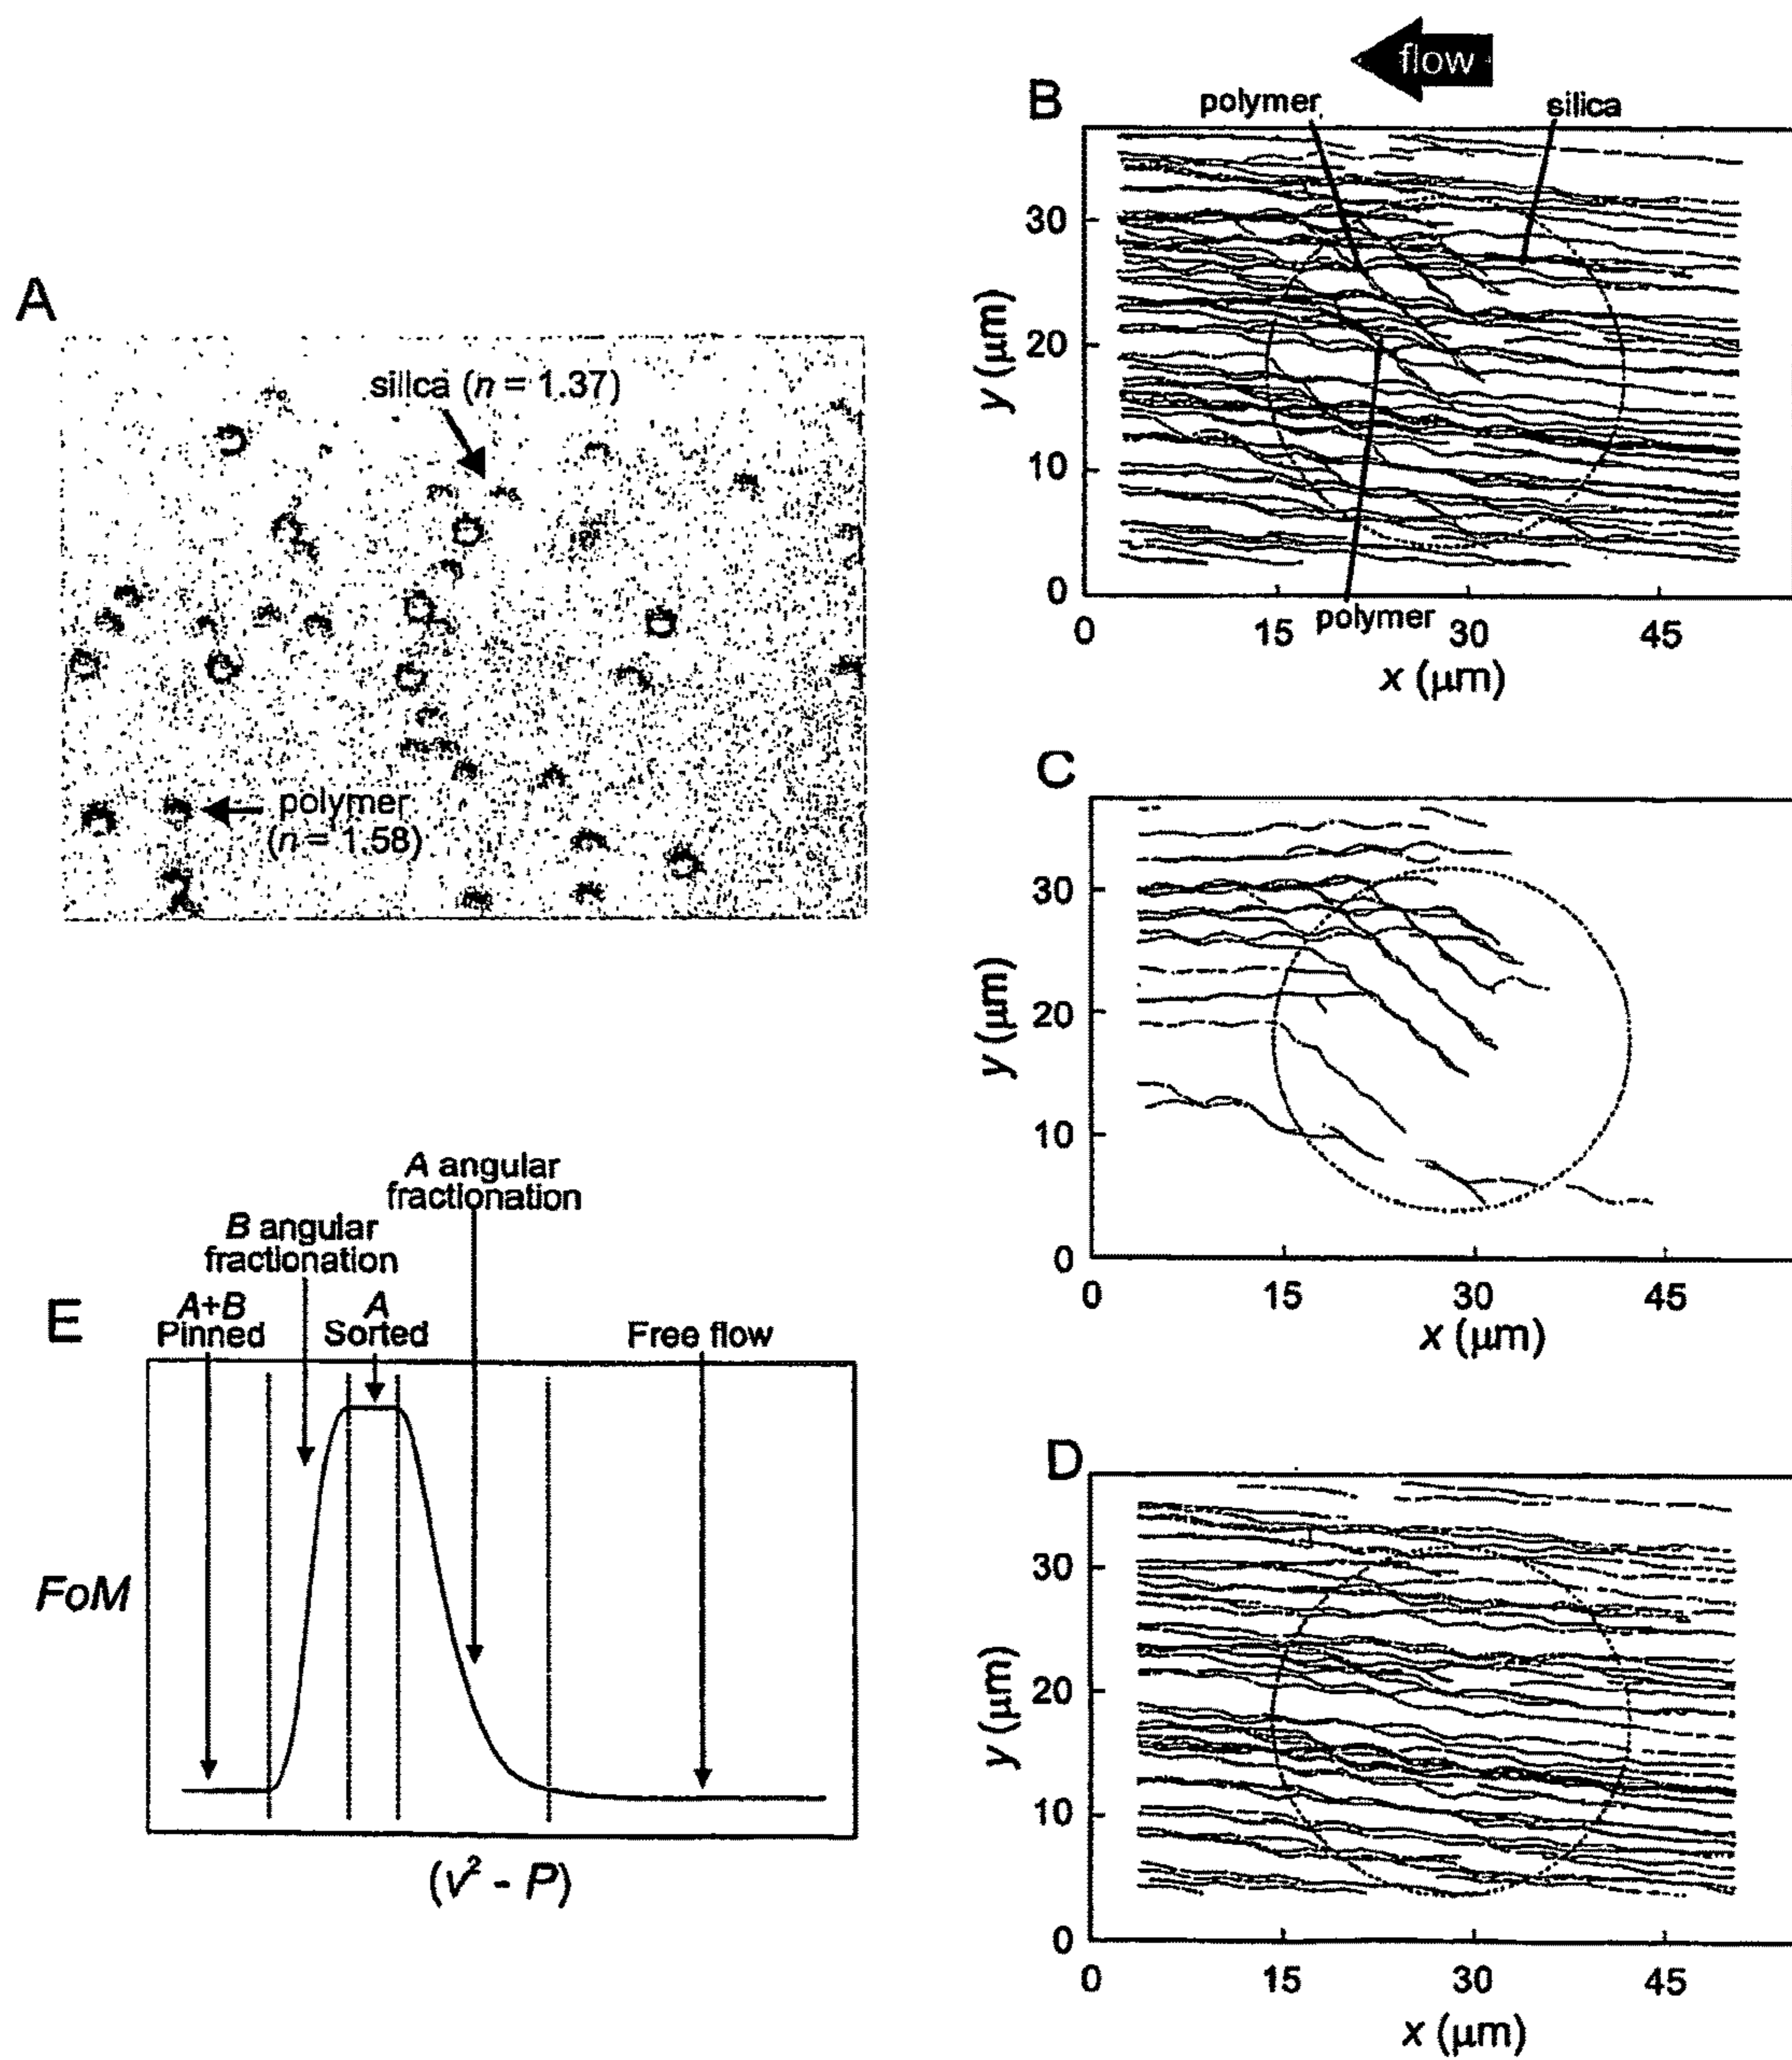 A
silica (n = 1.37)
polymer
(n = 1.58)
flow
B
polymer
silica
y (μm)
30
20
10
0
0
15
30
45
polymer
x (μm)
C
y (μm)
30
20
10
0
0
15
30
45
x (μm)
D
y (μm)
30
20
10
0
0
15
30
45
x (μm)
E
A angular
fractionation
B angular
fractionation
A+B
Pinned
A
Sorted
Free flow
FoM
(v² - P)